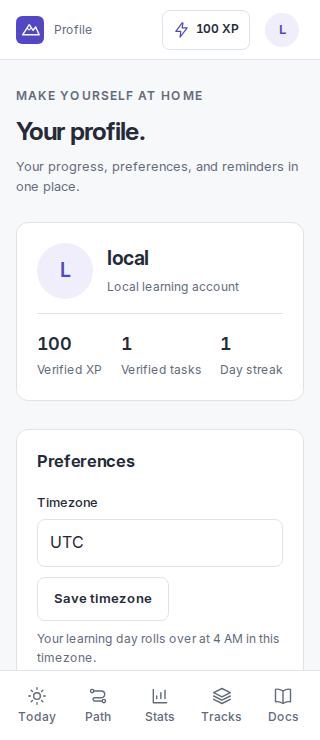 Profile
100 XP
L
MAKE YOURSELF AT HOME
Your profile.
Your progress, preferences, and reminders in
one place.
L
local
Local learning account
100
Verified XP
1
Verified tasks
1
Day streak
Preferences
Timezone
UTC
Save timezone
Your learning day rolls over at 4 AM in this
timezone.
Today
Path
Stats
Tracks
Docs